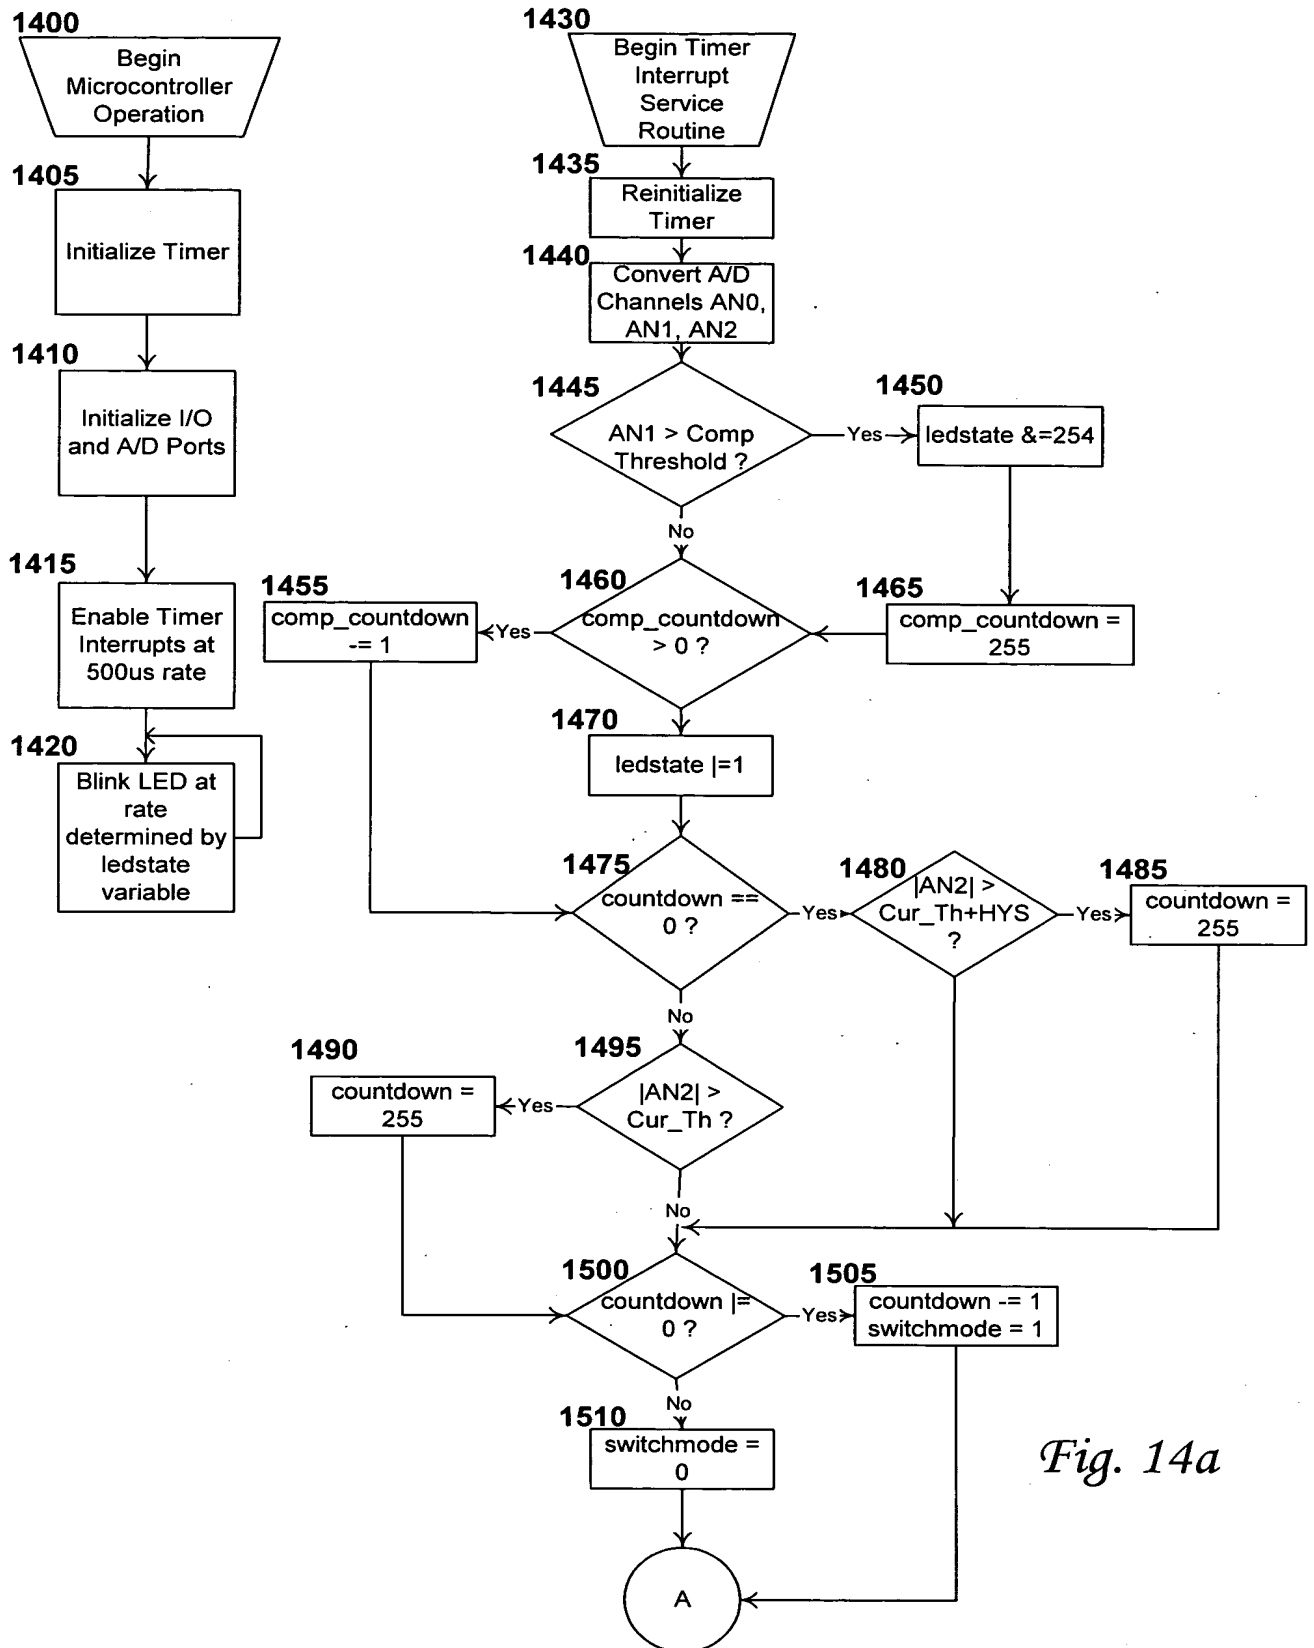 1400
Begin
Microcontroller
Operation
1405
Initialize Timer
1410
Initialize I/O
and A/D Ports
1415
Enable Timer
Interrupts at
500us rate
1420
Blink LED at
rate
determined by
ledstate
variable
1430
Begin Timer
Interrupt
Service
Routine
1435
Reinitialize
Timer
1440
Convert A/D
Channels AN0,
AN1, AN2
1445
AN1 > Comp
Threshold ?
Yes
1450
ledstate &=254
No
1455
comp_countdown
-= 1
Yes
1460
comp_countdown
> 0 ?
1465
comp_countdown =
255
1470
ledstate |=1
1475
countdown ==
0 ?
Yes
1480
|AN2| >
Cur_Th+HYS
?
Yes
1485
countdown =
255
No
1490
countdown =
255
Yes
1495
|AN2| >
Cur_Th ?
No
1500
countdown |=
0 ?
Yes
1505
countdown -= 1
switchmode = 1
No
1510
switchmode =
0
A
Fig. 14a